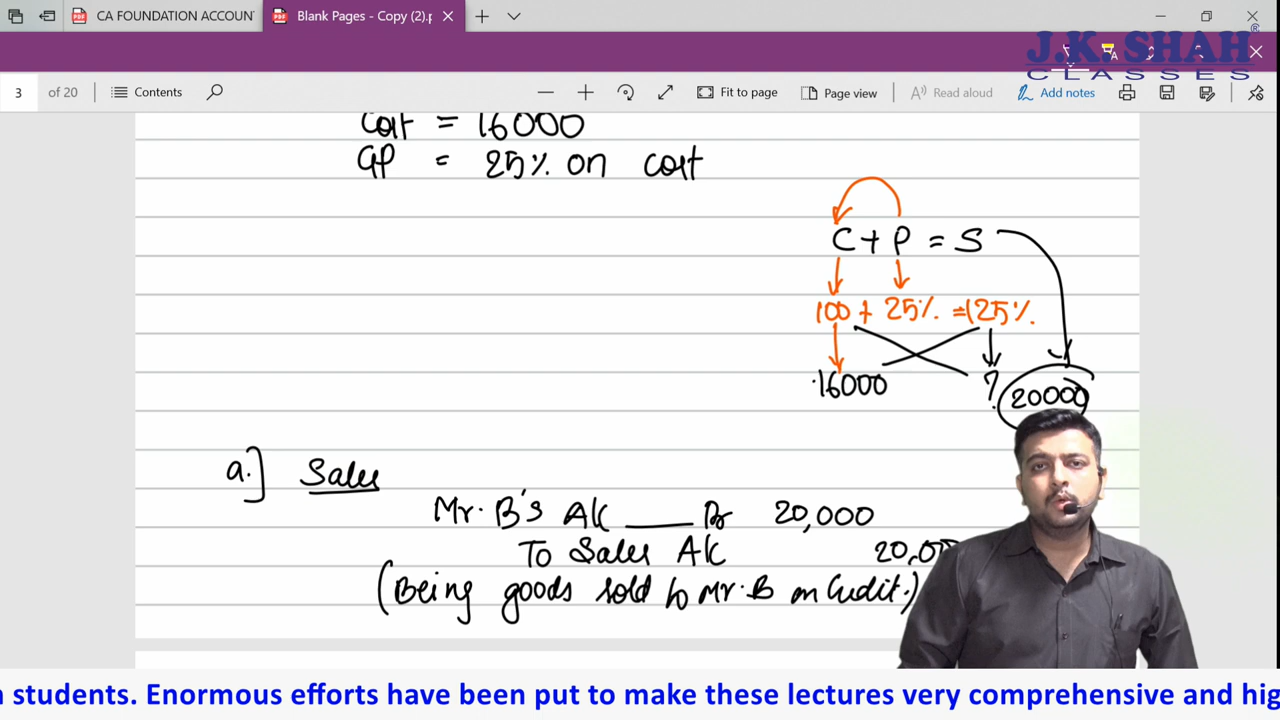 CA FOUNDATION ACCOUN
Blank Pages - Copy (2).p
J.K. SHAH
CLASSES
3 of 20
Contents
Fit to page
Page view
Read aloud
Add notes
Cost = 16000
GP = 25% on cost
C + P = S
100 + 25% = 125%
16000 ? 20000
a.] Sales
Mr. B's A/c ____ Dr 20,000
To Sales A/c 20,00
(Being goods sold to Mr. B on Credit.)
students. Enormous efforts have been put to make these lectures very comprehensive and hig